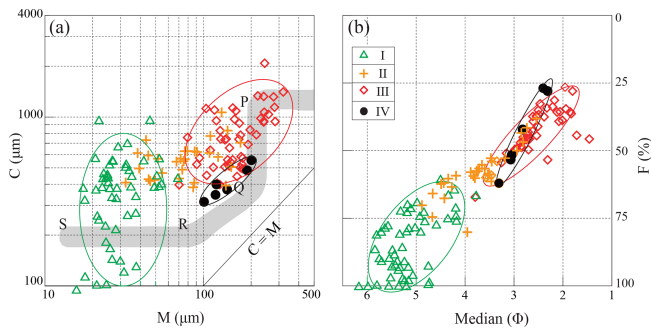 (a)
4000
1000
100
C (μm)
P
Q
R
S
C = M
10
100
500
M (μm)
(b)
I
II
III
IV
0
25
50
75
100
F (%)
6
5
4
3
2
1
Median (Φ)